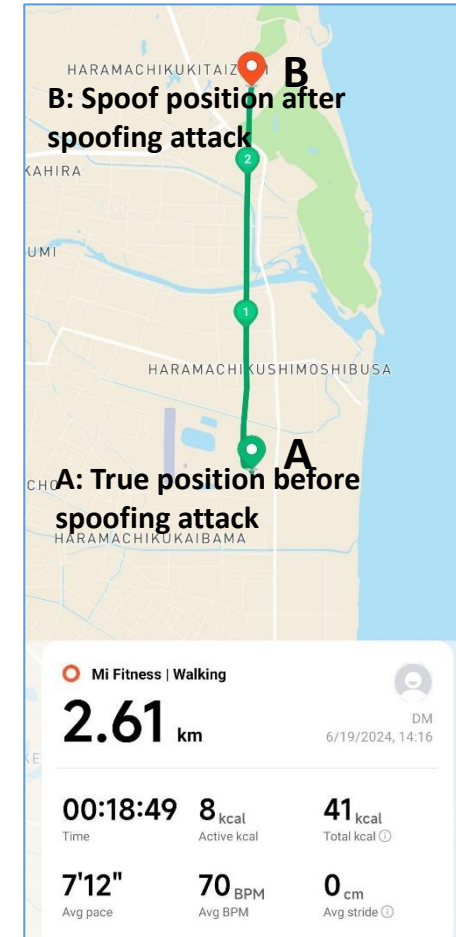 HARAMACHIKUKITAIZ
B
B: Spoof position after
spoofing attack
KAHIRA
2
UMI
1
HARAMACHIKUSHIMOSHIBUSA
A
CHO
A: True position before
spoofing attack
HARAMACHIKUKAIBAMA
Mi Fitness | Walking
2.61 km
DM
6/19/2024, 14:16
KE
00:18:49 8 kcal 41 kcal
Time Active kcal Total kcal
7'12" 70 BPM 0 cm
Avg pace Avg BPM Avg stride